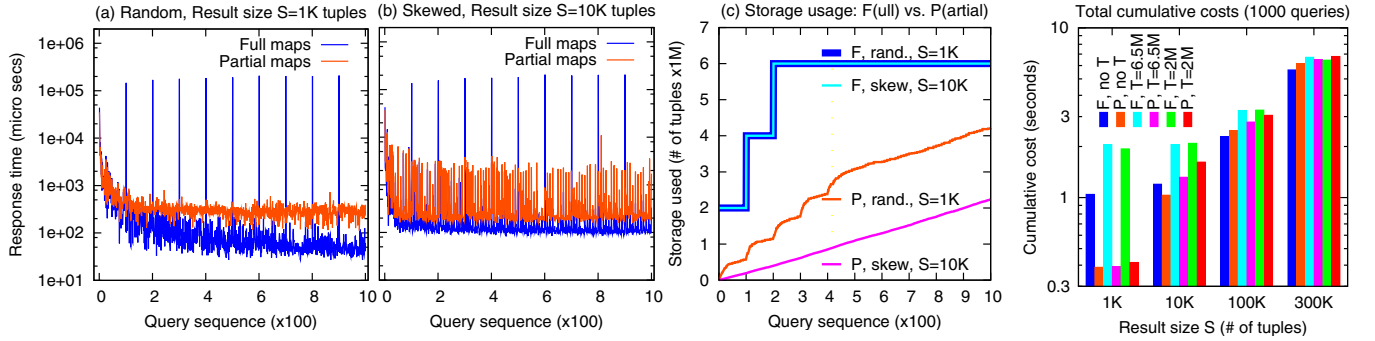 (a) Random, Result size S=1K tuples
Response time (micro secs)
1e+06
1e+05
1e+04
1e+03
1e+02
1e+01
Full maps
Partial maps
0 2 4 6 8 10
Query sequence (x100)
(b) Skewed, Result size S=10K tuples
Full maps
Partial maps
0 2 4 6 8 10
Query sequence (x100)
(c) Storage usage: F(ull) vs. P(artial)
Storage used (# of tuples x1M)
7
6
5
4
3
2
1
0
F, rand., S=1K
F, skew, S=10K
P, rand., S=1K
P, skew, S=10K
0 1 2 3 4 5 6 7 8 9 10
Query sequence (x100)
Total cumulative costs (1000 queries)
Cumulative cost (seconds)
10
3
1
0.3
F, no T
P, no T
F, T=6.5M
P, T=6.5M
F, T=2M
P, T=2M
1K 10K 100K 300K
Result size S (# of tuples)